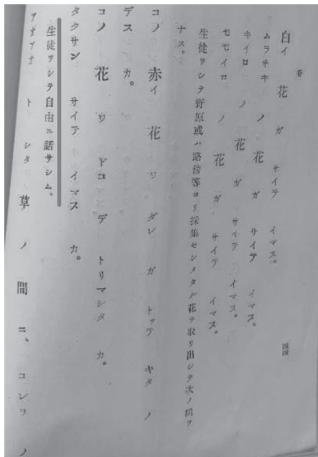 白イ花ガサイテイマス。
ムラサキノ花ガサイテイマス。
キイロノ花ガサイテイマス。
モモイロノ花ガサイテイマス。
生徒ヲシテ野原或ハ路傍等ヨリ採集セシメタル花ヲ取リ出シテ次ノ問ヲ
ナス。
コノ赤イ花ヲダレガトッテキタノ
デスカ。
コノ花ヲドコデトリマシタカ。
タクサンサイテイマスカ。
生徒ヲシテ自由ニ話サシム。
トシタ草ノ間ニ、コレラノ